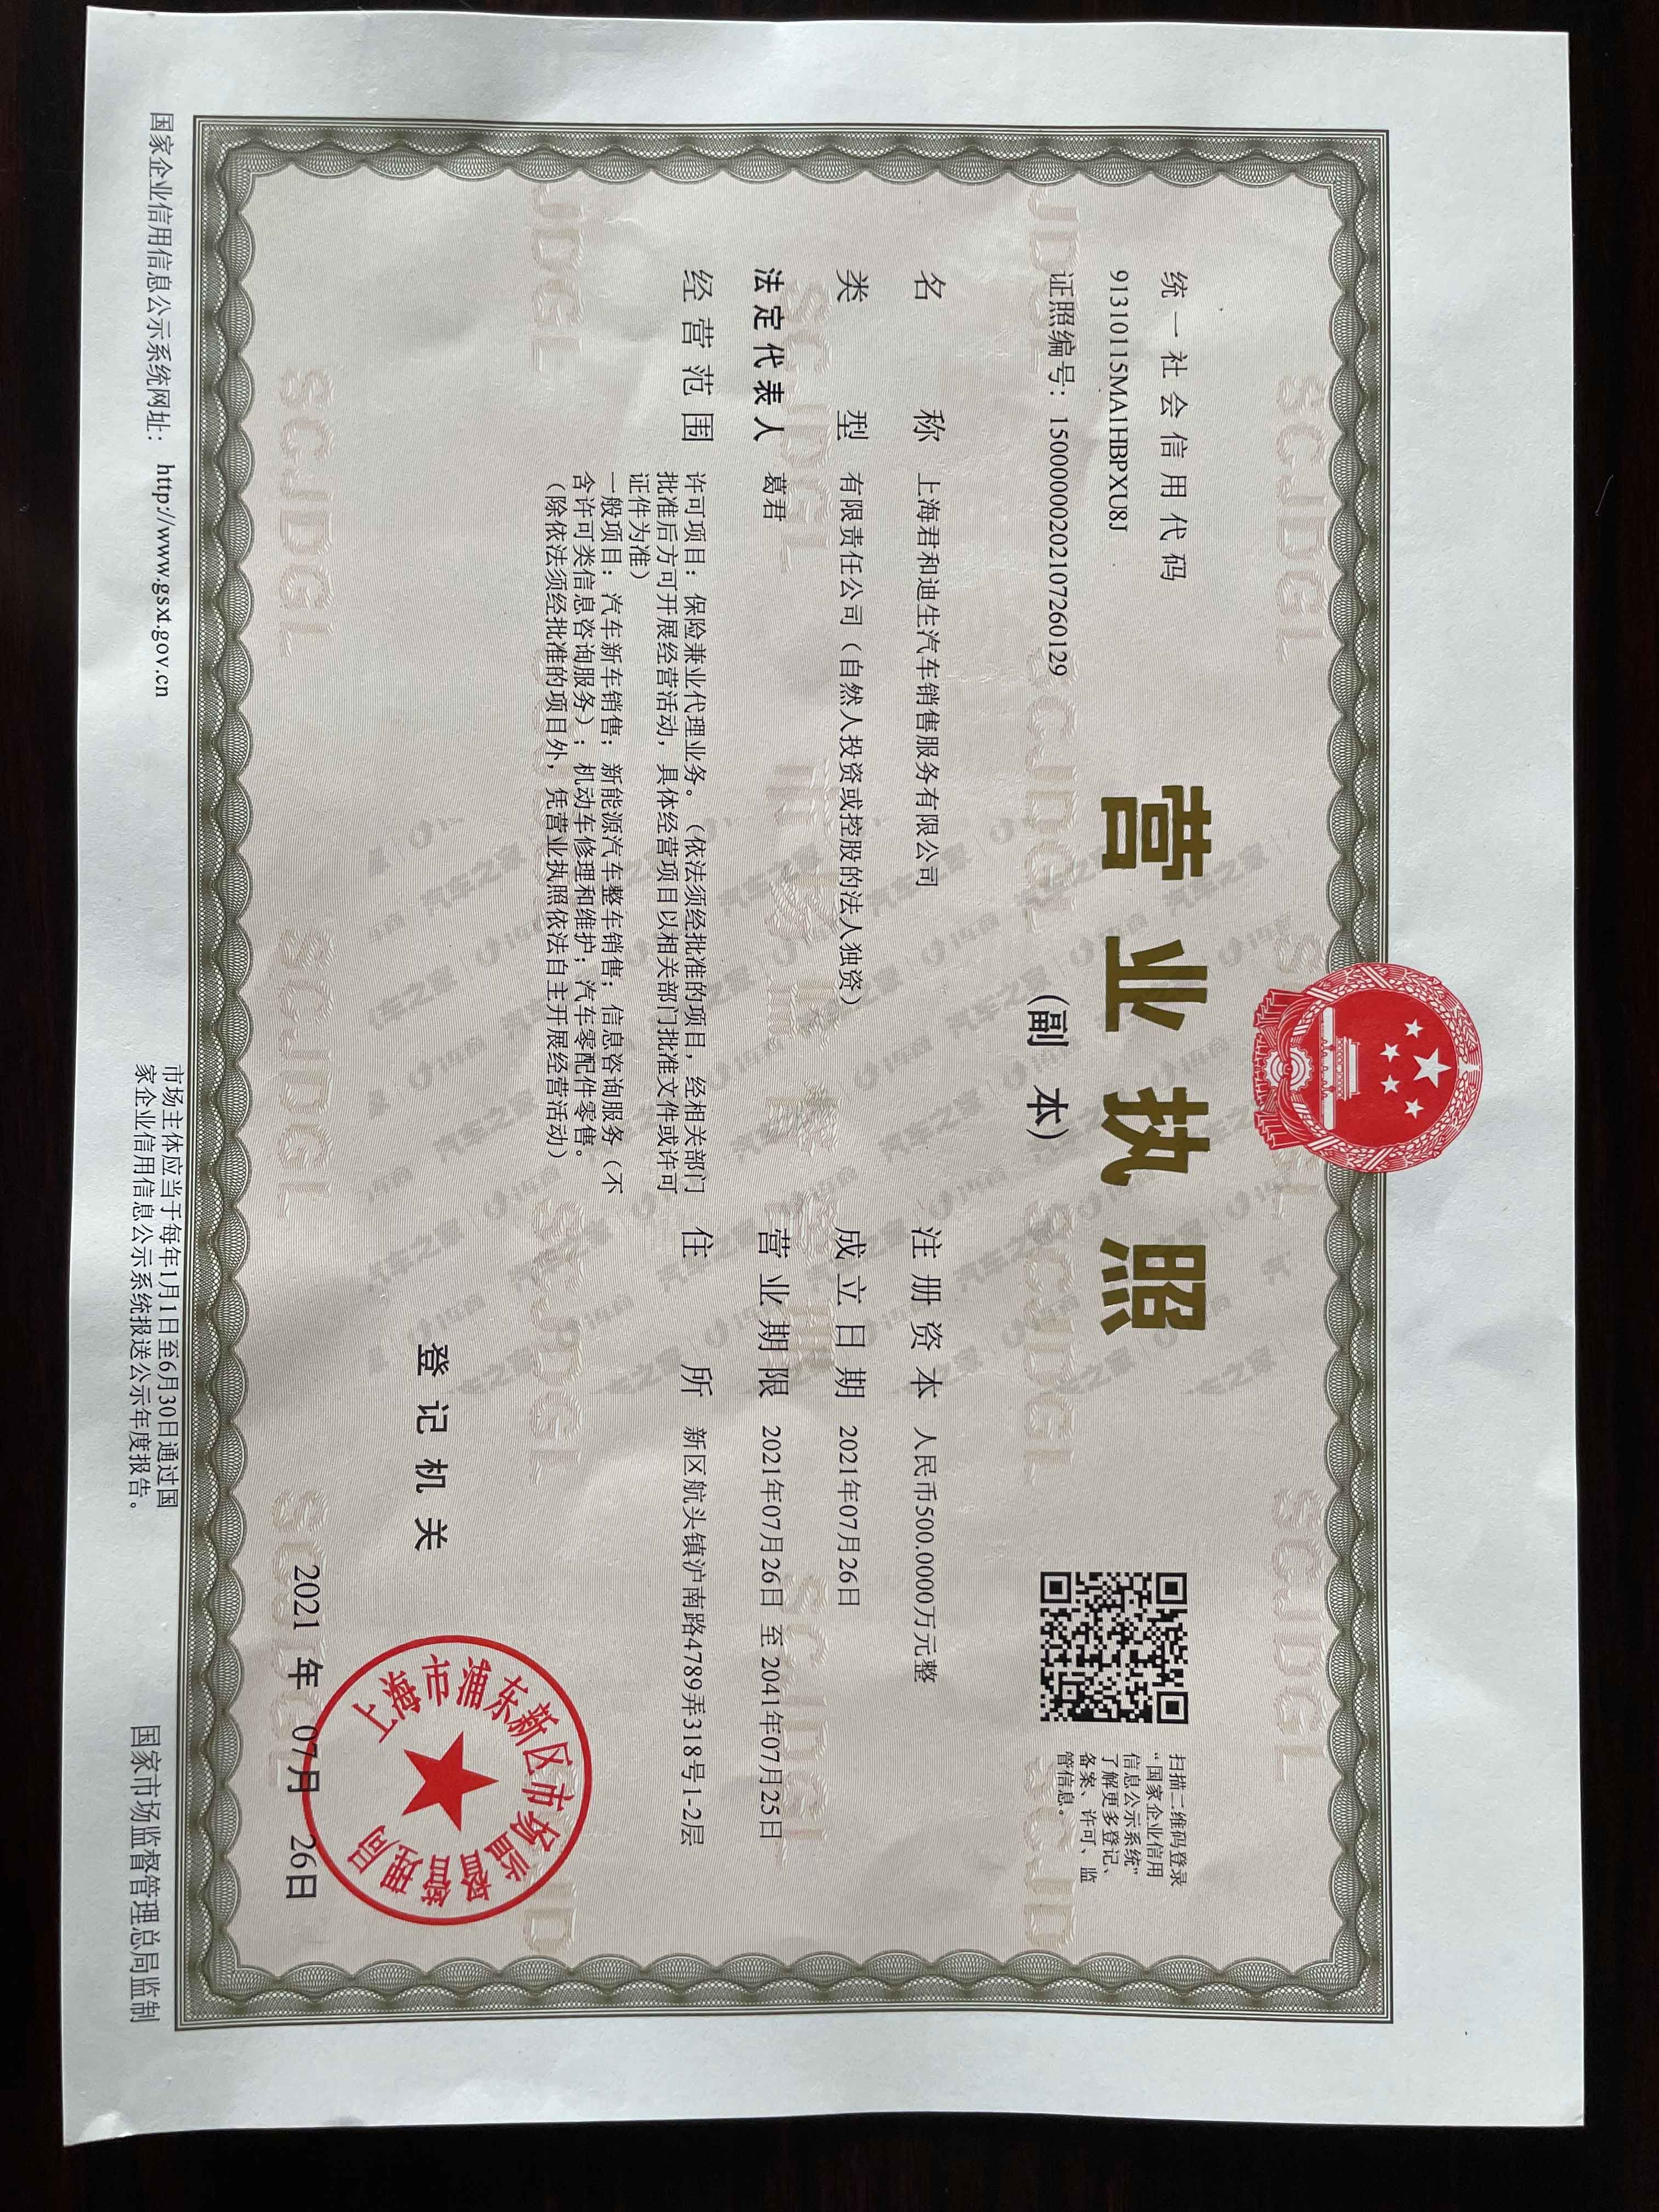 统一社会信用代码
91310115MA1HBPXU8J
证照编号：1500000202107260129
营业执照
（副本）
扫描二维码登录
“国家企业信用
信息公示系统”
了解更多登记、
备案、许可、监
管信息。
名称 上海君和迪生汽车销售服务有限公司
类型 有限责任公司（自然人投资或控股的法人独资）
法定代表人 葛君
经营范围 许可项目：保险兼业代理业务。（依法须经批准的项目，经相关部门
批准后方可开展经营活动，具体经营项目以相关部门批准文件或许可
证件为准）
一般项目：汽车新车销售；新能源汽车整车销售；信息咨询服务（不
含许可类信息咨询服务）；机动车修理和维护；汽车零配件零售。
（除依法须经批准的项目外，凭营业执照依法自主开展经营活动）
注册资本 人民币500.0000万元整
成立日期 2021年07月26日
营业期限 2021年07月26日 至 2041年07月25日
住所 新区航头镇沪南路4789弄318号1-2层
登记机关
上海市浦东新区市场监督管理局
2021 年 07月 26日
国家企业信用信息公示系统网址： http://www.gsxt.gov.cn
市场主体应当于每年1月1日至6月30日通过国
家企业信用信息公示系统报送公示年度报告。
国家市场监督管理总局监制
SCJDGL
汽车之家